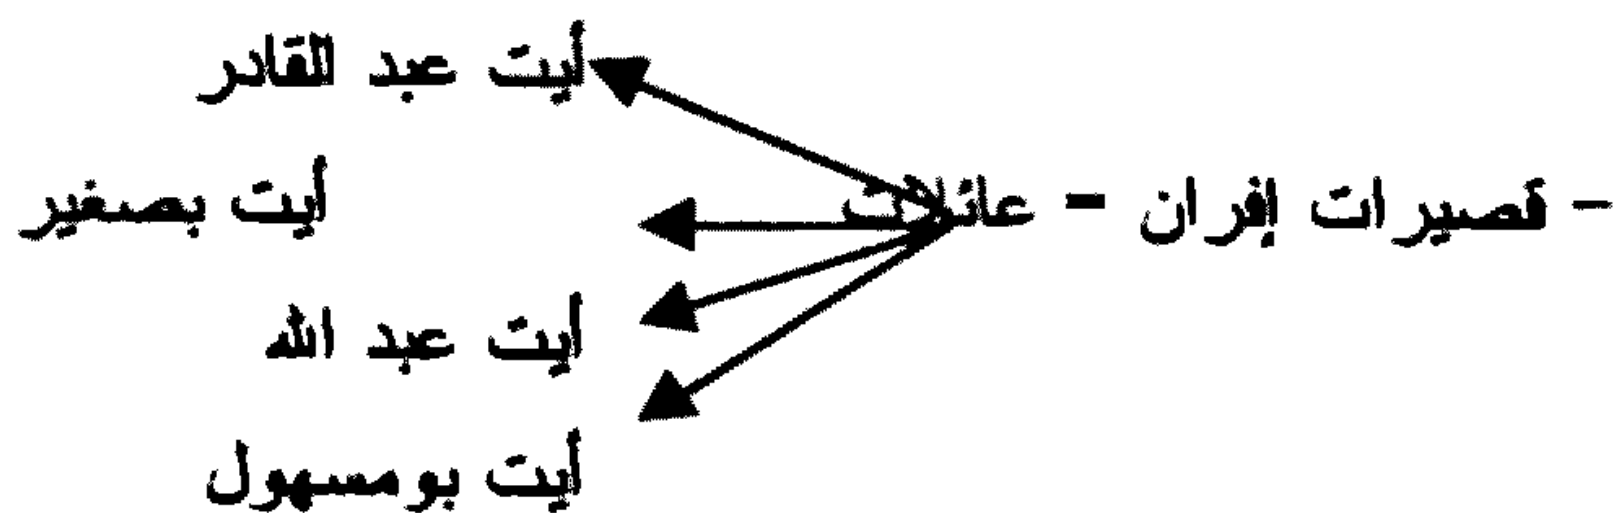 أيت عبد القادر
- قصيرات إفران - عائلات
أيت بصغير
أيت عبد الله
أيت بومسهول